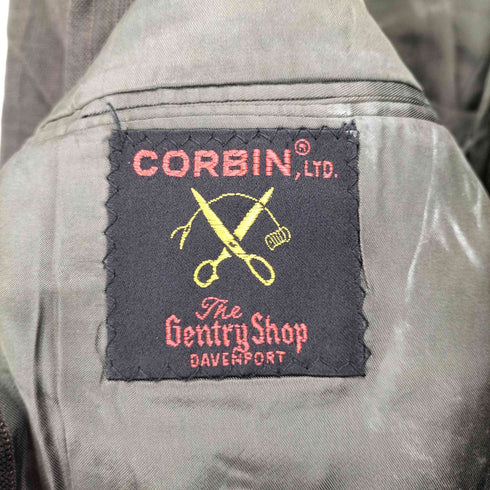 CORBIN®, LTD.
The
Gentry Shop
DAVENPORT